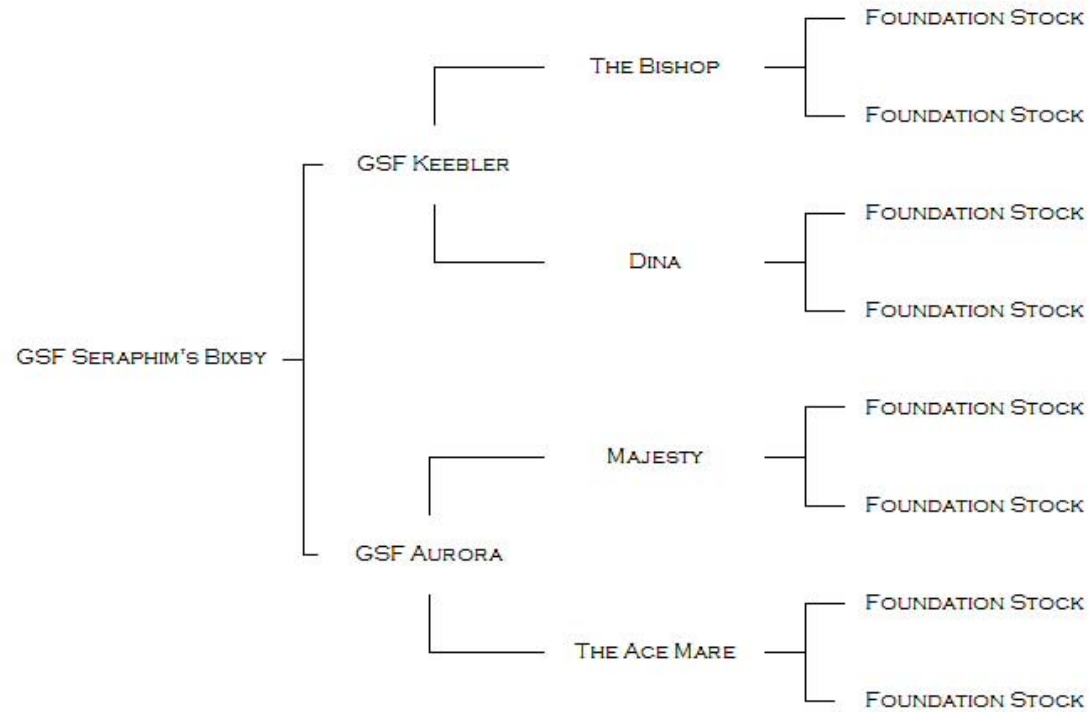 Foundation Stock
The Bishop
Foundation Stock
GSF Keebler
Foundation Stock
Dina
Foundation Stock
GSF Seraphim's Bixby
Foundation Stock
Majesty
Foundation Stock
GSF Aurora
Foundation Stock
The Ace Mare
Foundation Stock